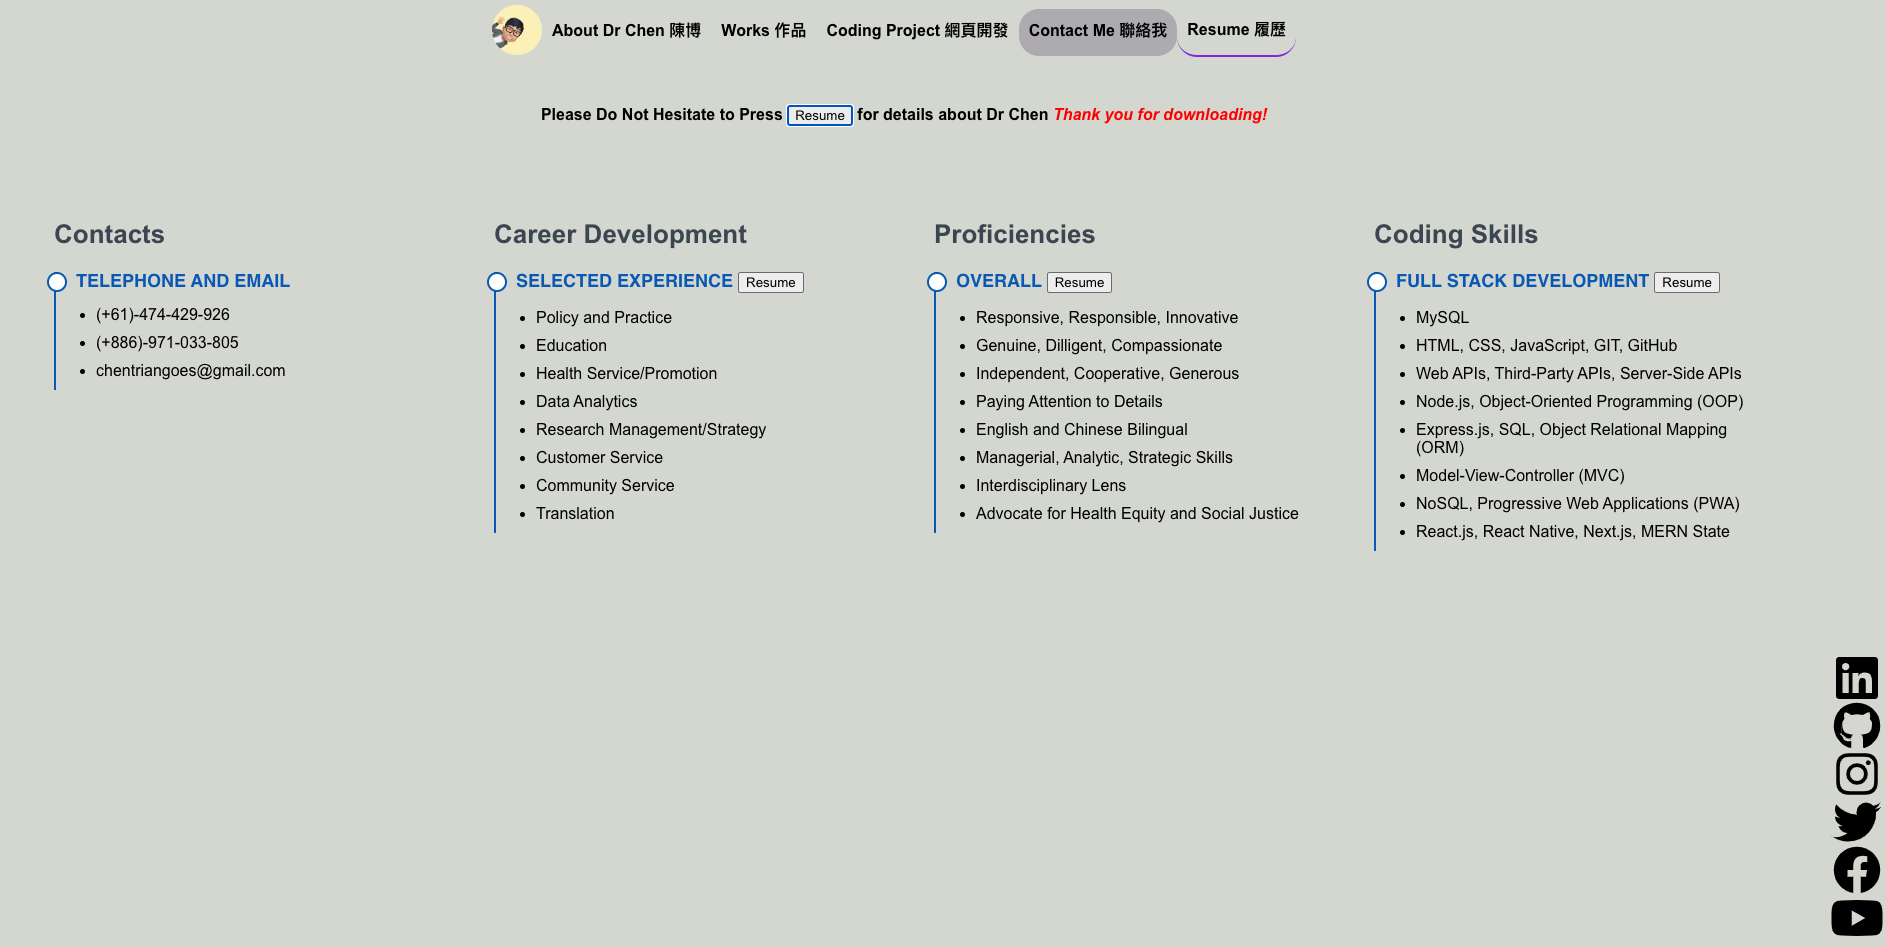 About Dr Chen 陳博 Works 作品 Coding Project 網頁開發 Contact Me 聯絡我 Resume 履歷
Please Do Not Hesitate to Press Resume for details about Dr Chen Thank you for downloading!
Contacts
TELEPHONE AND EMAIL
(+61)-474-429-926
(+886)-971-033-805
chentriangoes@gmail.com
Career Development
SELECTED EXPERIENCE Resume
Policy and Practice
Education
Health Service/Promotion
Data Analytics
Research Management/Strategy
Customer Service
Community Service
Translation
Proficiencies
OVERALL Resume
Responsive, Responsible, Innovative
Genuine, Dilligent, Compassionate
Independent, Cooperative, Generous
Paying Attention to Details
English and Chinese Bilingual
Managerial, Analytic, Strategic Skills
Interdisciplinary Lens
Advocate for Health Equity and Social Justice
Coding Skills
FULL STACK DEVELOPMENT Resume
MySQL
HTML, CSS, JavaScript, GIT, GitHub
Web APIs, Third-Party APIs, Server-Side APIs
Node.js, Object-Oriented Programming (OOP)
Express.js, SQL, Object Relational Mapping
(ORM)
Model-View-Controller (MVC)
NoSQL, Progressive Web Applications (PWA)
React.js, React Native, Next.js, MERN State
in